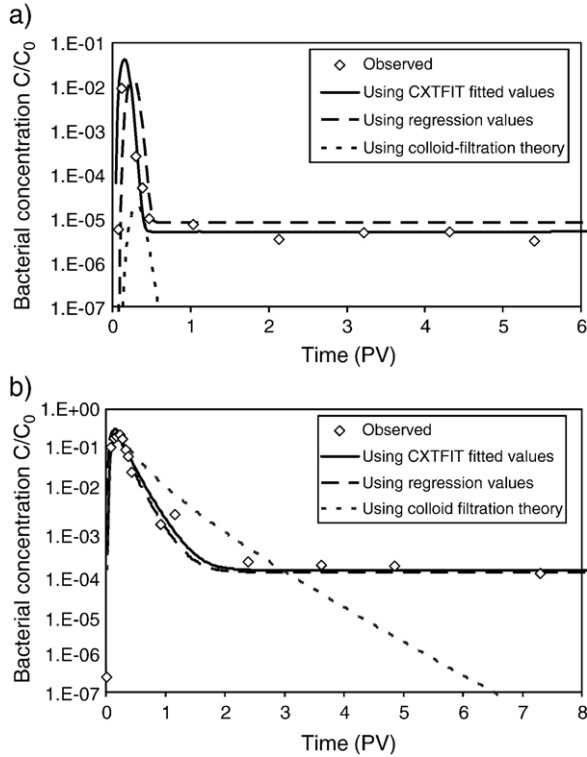 a)
Bacterial concentration C/C0
1.E-01
1.E-02
1.E-03
1.E-04
1.E-05
1.E-06
1.E-07
Observed
Using CXTFIT fitted values
Using regression values
Using colloid-filtration theory
0 1 2 3 4 5 6
Time (PV)
b)
Bacterial concentration C/C0
1.E+00
1.E-01
1.E-02
1.E-03
1.E-04
1.E-05
1.E-06
1.E-07
Observed
Using CXTFIT fitted values
Using regression values
Using colloid filtration theory
0 1 2 3 4 5 6 7 8
Time (PV)